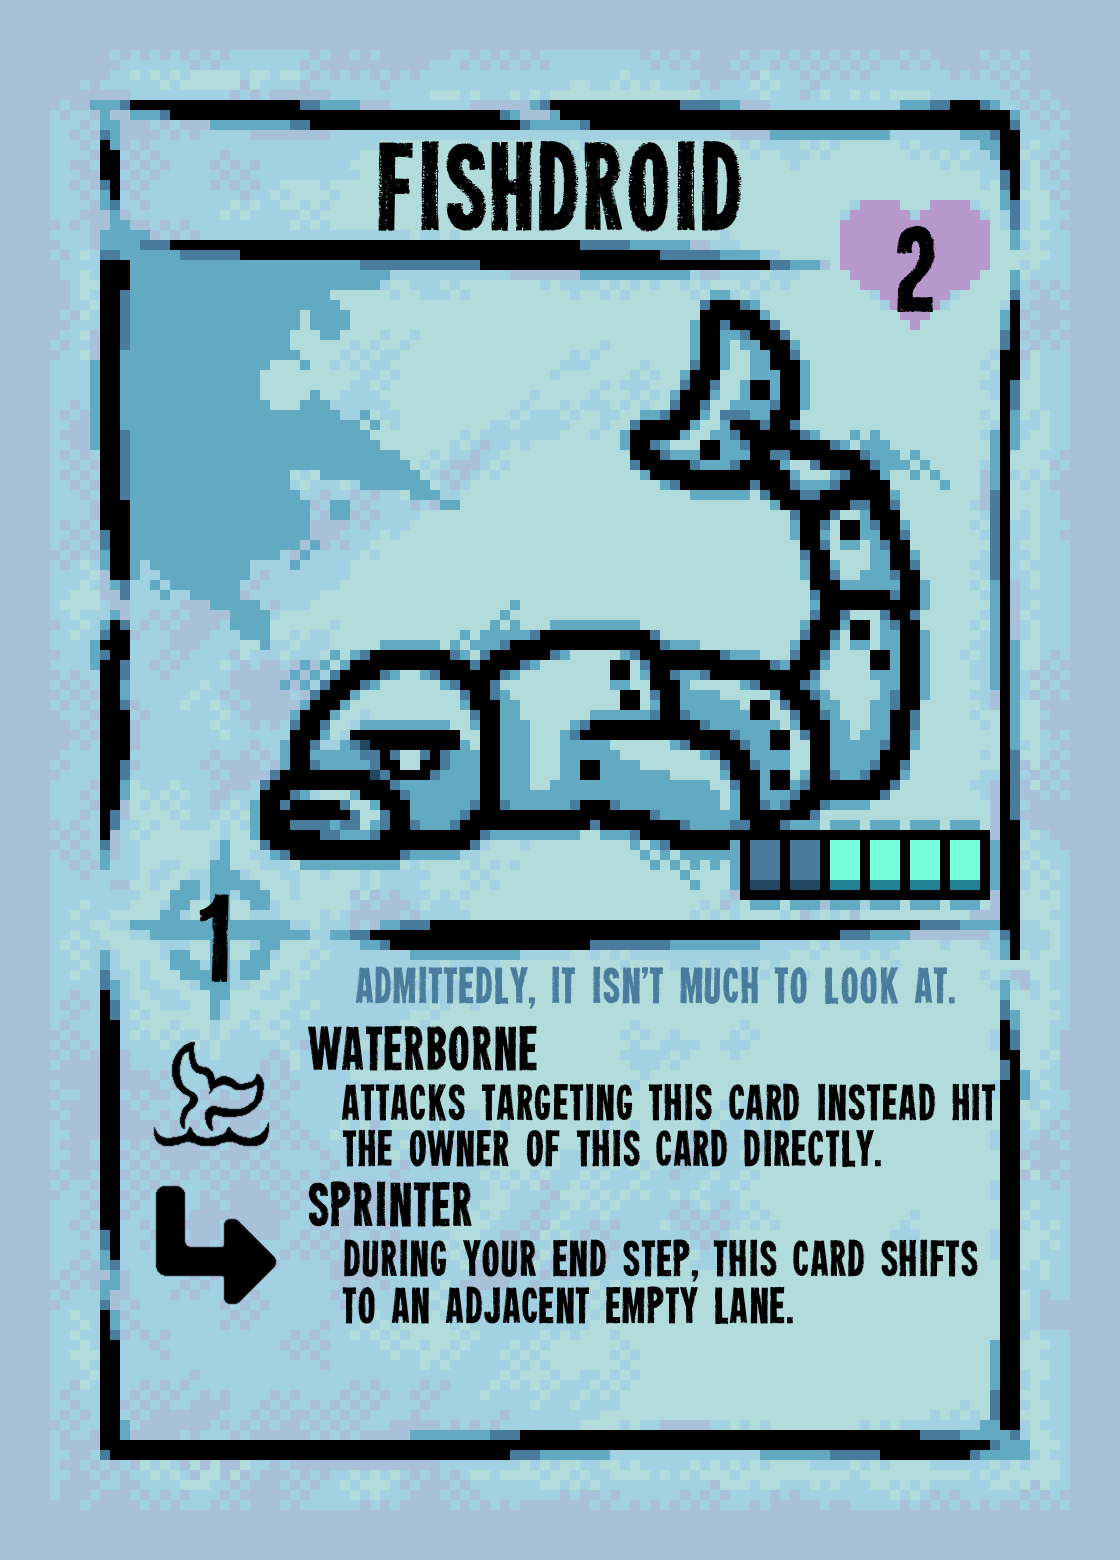 FISHDROID
2
1
ADMITTEDLY, IT ISN'T MUCH TO LOOK AT.
WATERBORNE
ATTACKS TARGETING THIS CARD INSTEAD HIT
THE OWNER OF THIS CARD DIRECTLY.
SPRINTER
DURING YOUR END STEP, THIS CARD SHIFTS
TO AN ADJACENT EMPTY LANE.